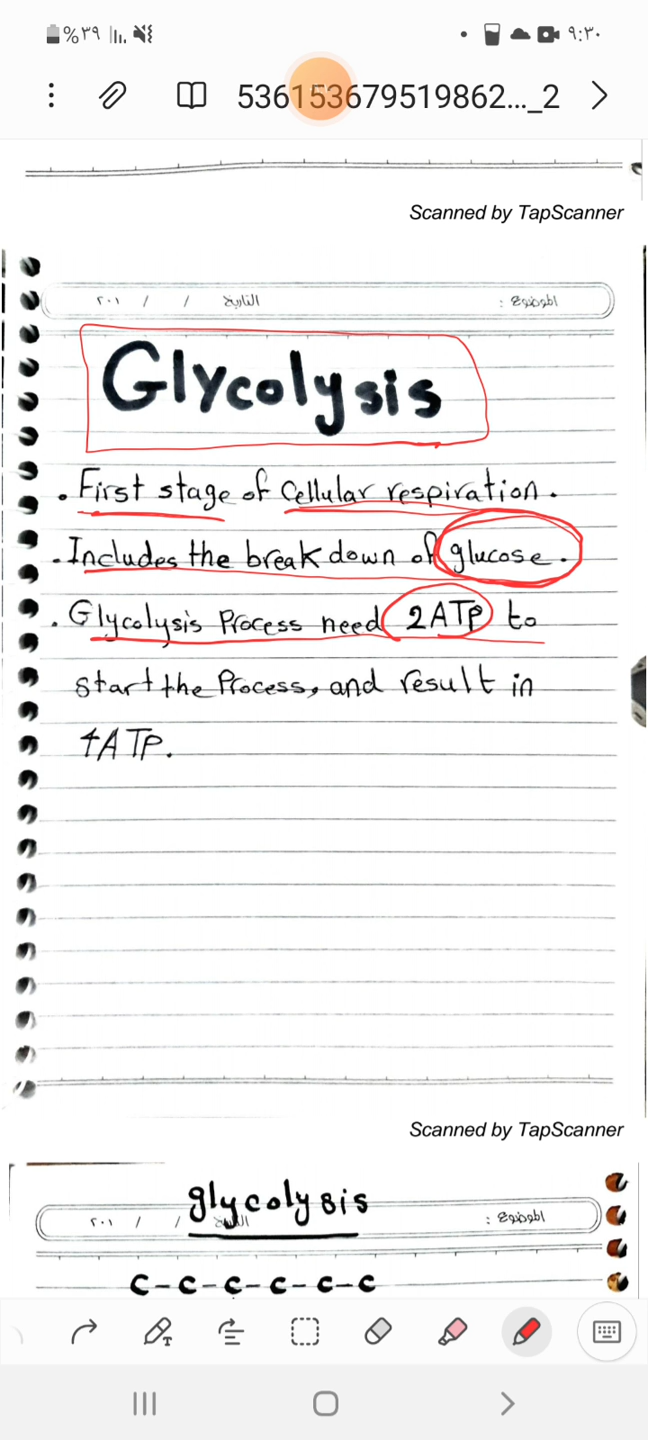 %٣٩ ٩:٣٠
536153679519862..._2
Scanned by TapScanner
٢٠١ / / التاريخ الموضوع :
Glycolysis
. First stage of Cellular respiration.
. Includes the break down of glucose.
. Glycolysis Process need 2ATP to
start the Process, and result in
4ATP.
Scanned by TapScanner
glycolysis
٢٠١ / / التاريخ الموضوع :
C-C-C-C-C-C